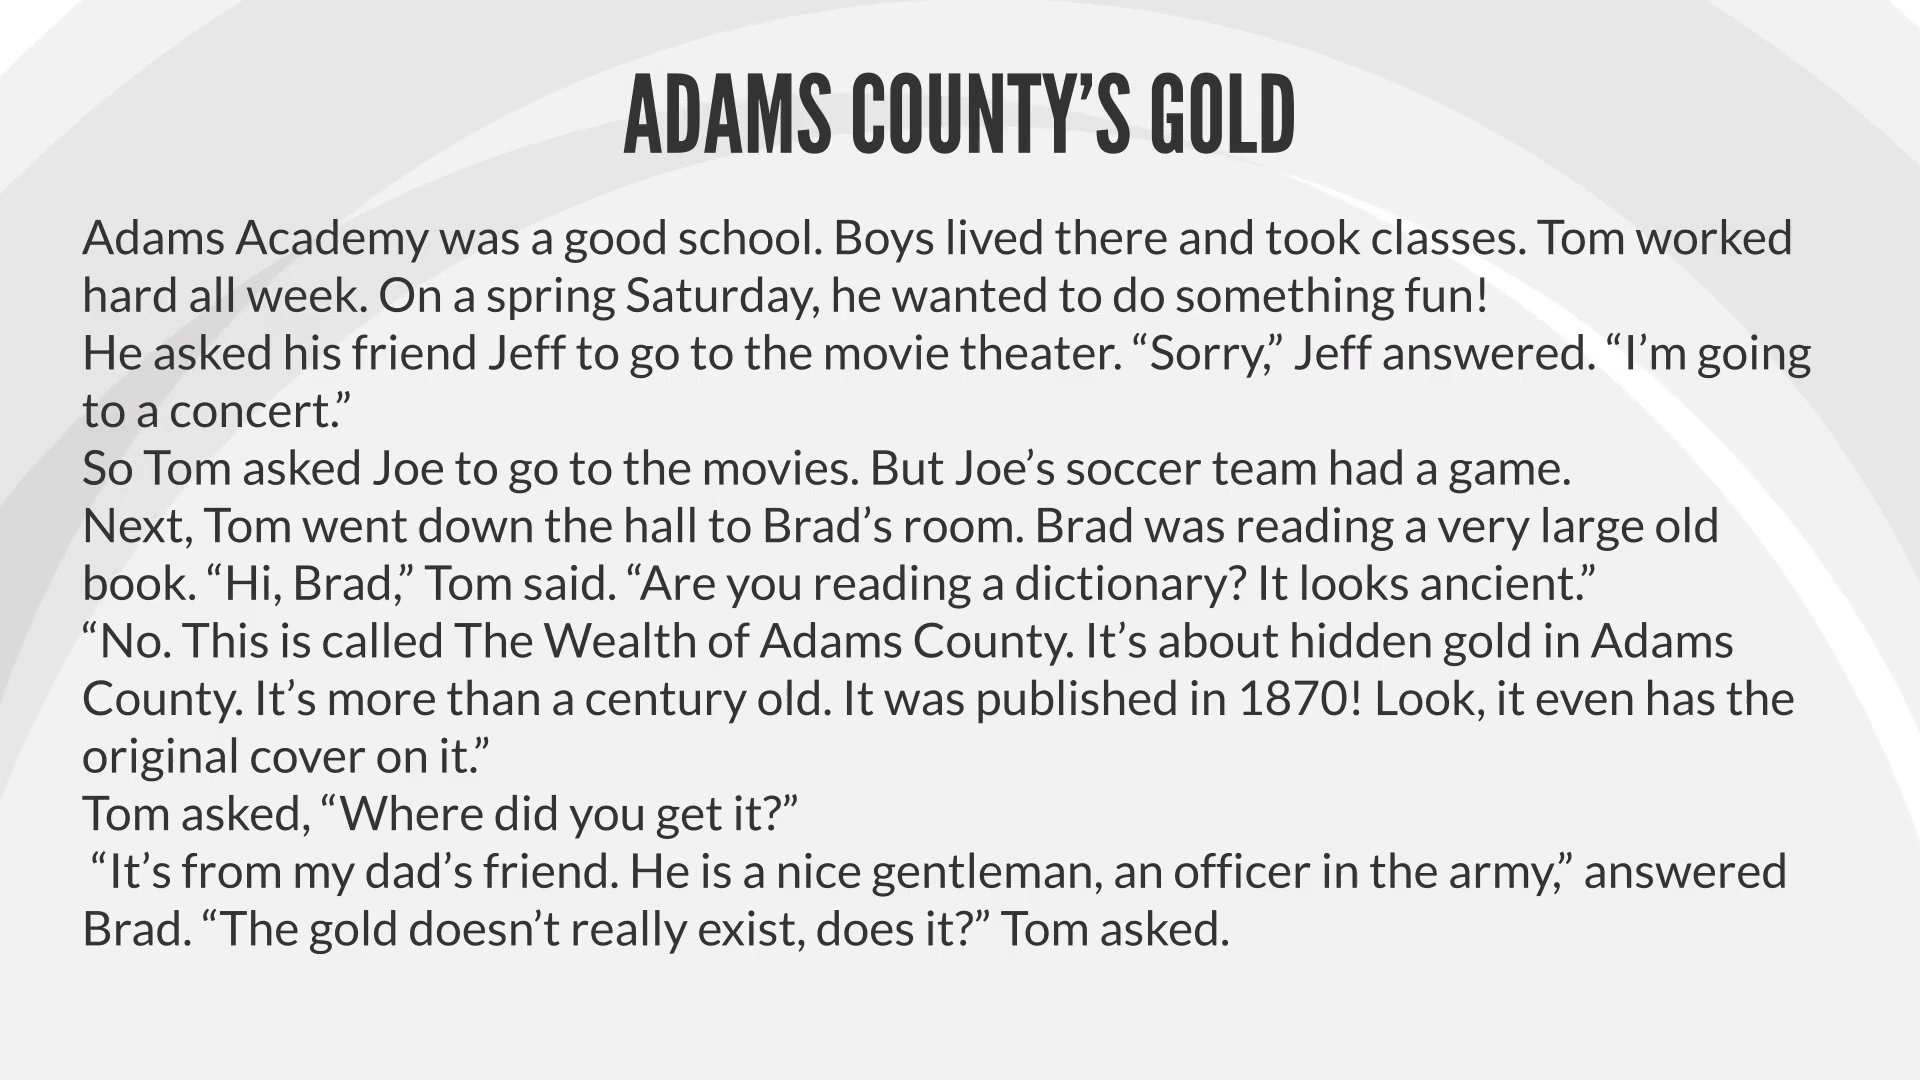 ADAMS COUNTY’S GOLD
Adams Academy was a good school. Boys lived there and took classes. Tom worked
hard all week. On a spring Saturday, he wanted to do something fun!
He asked his friend Jeff to go to the movie theater. “Sorry,” Jeff answered. “I’m going
to a concert.”
So Tom asked Joe to go to the movies. But Joe’s soccer team had a game.
Next, Tom went down the hall to Brad’s room. Brad was reading a very large old
book. “Hi, Brad,” Tom said. “Are you reading a dictionary? It looks ancient.”
“No. This is called The Wealth of Adams County. It’s about hidden gold in Adams
County. It’s more than a century old. It was published in 1870! Look, it even has the
original cover on it.”
Tom asked, “Where did you get it?”
“It’s from my dad’s friend. He is a nice gentleman, an officer in the army,” answered
Brad. “The gold doesn’t really exist, does it?” Tom asked.